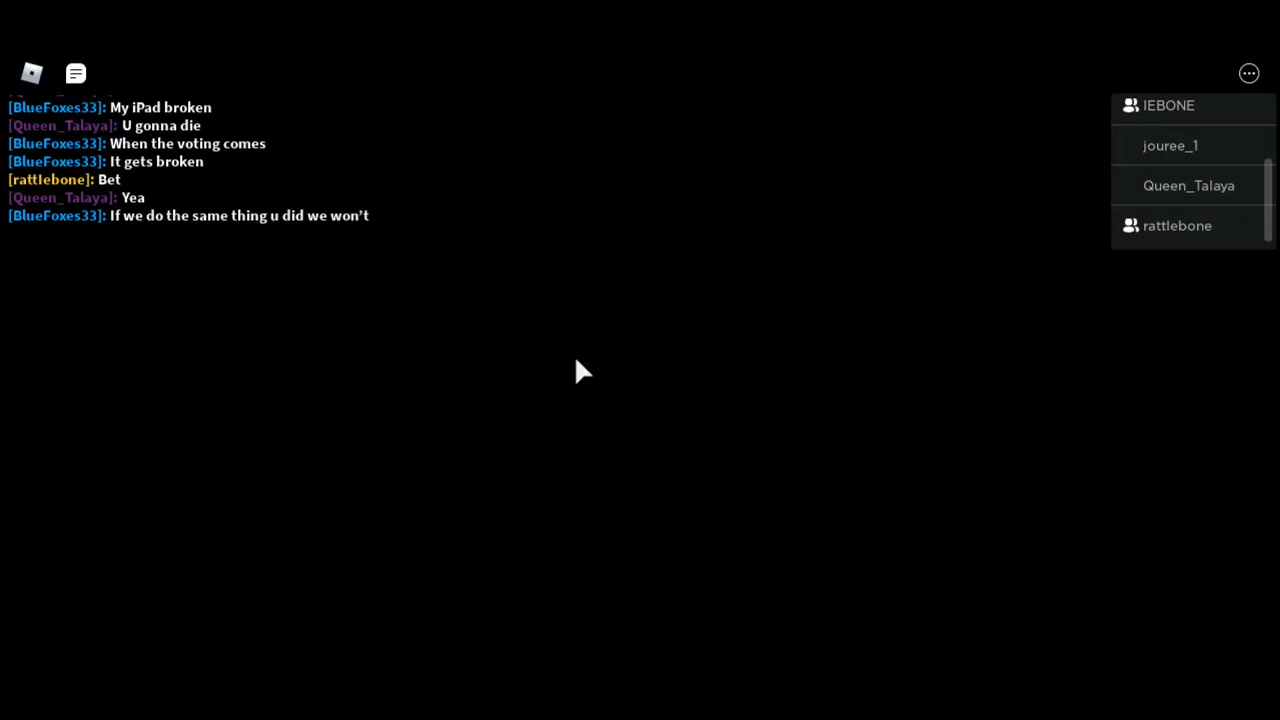 [BlueFoxes33]: My iPad broken
[Queen_Talaya]: U gonna die
[BlueFoxes33]: When the voting comes
[BlueFoxes33]: It gets broken
[rattlebone]: Bet
[Queen_Talaya]: Yea
[BlueFoxes33]: If we do the same thing u did we won't
IEBONE
jouree_1
Queen_Talaya
rattlebone